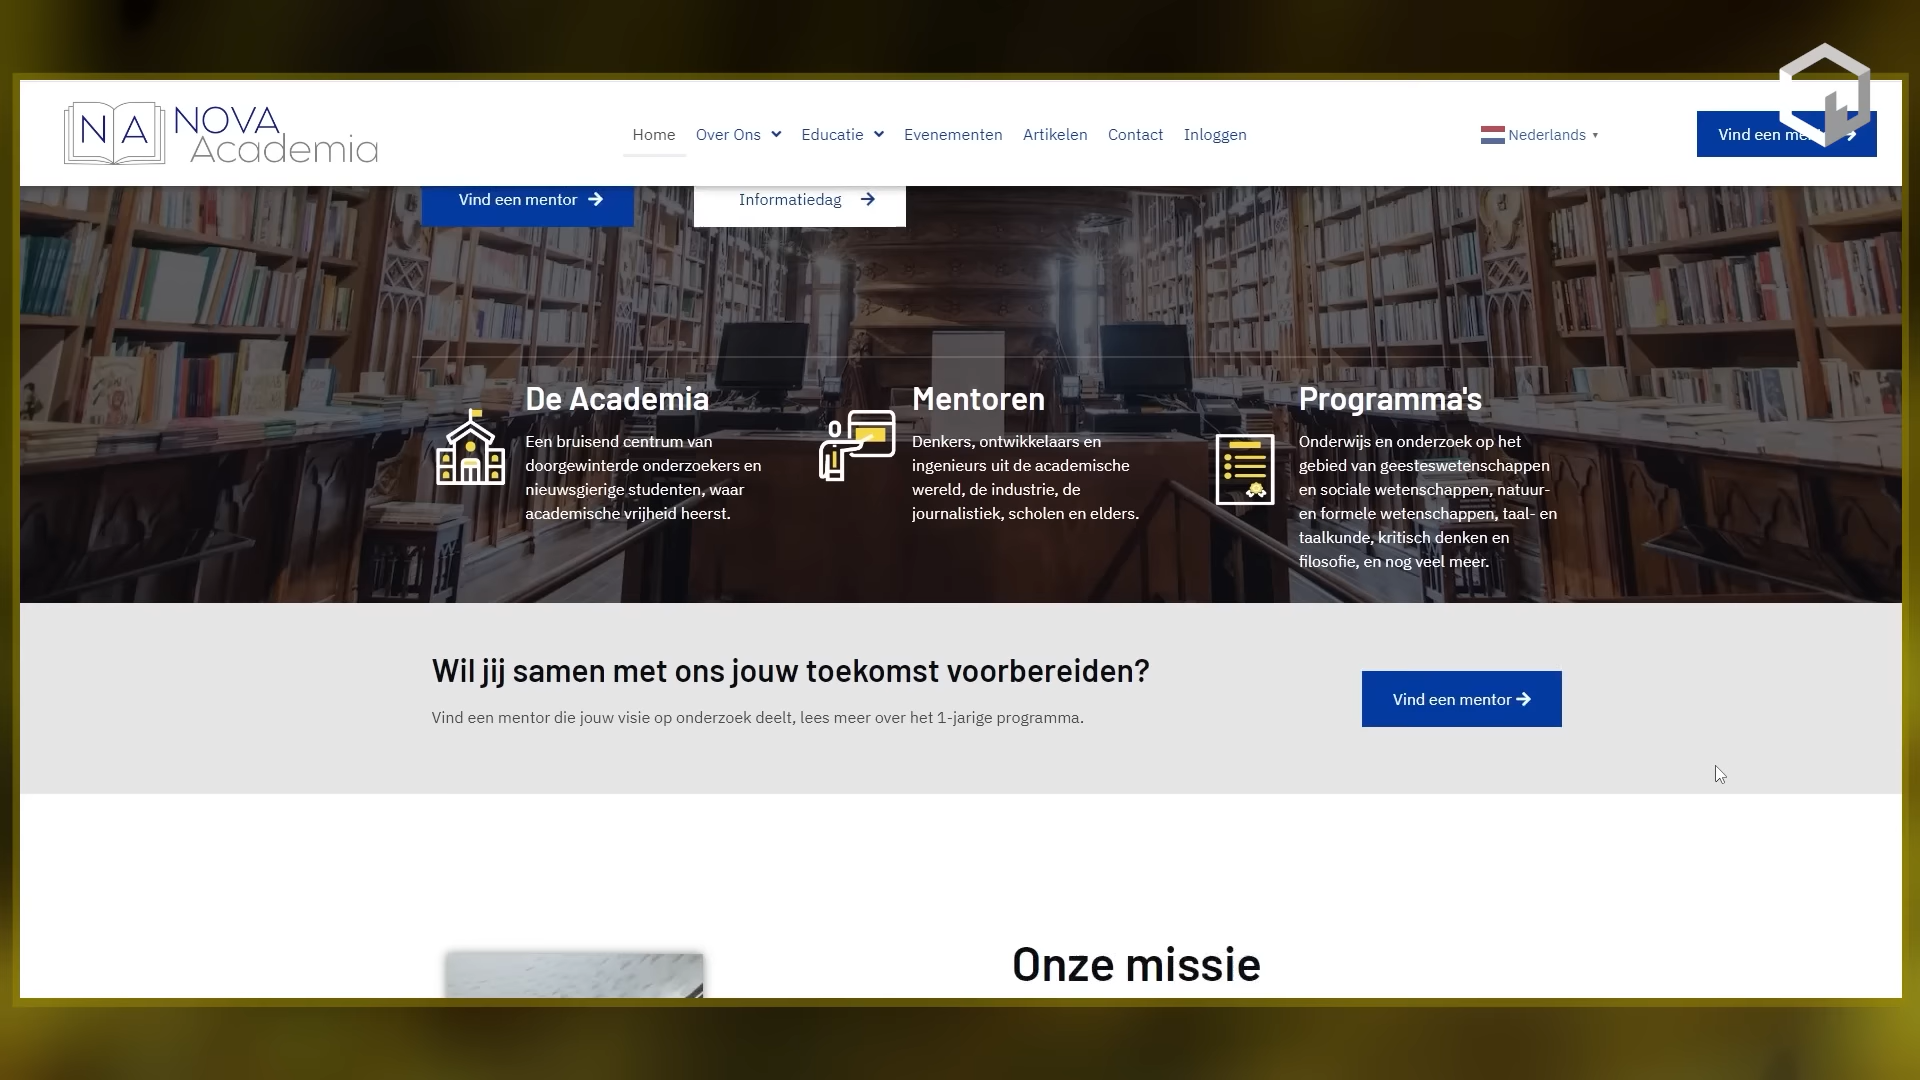 N A NOVA
Academia
Home Over Ons Educatie Evenementen Artikelen Contact Inloggen
Nederlands
Vind een
Vind een mentor
Informatiedag
De Academia
Een bruisend centrum van
doorgewinterde onderzoekers en
nieuwsgierige studenten, waar
academische vrijheid heerst.
Mentoren
Denkers, ontwikkelaars en
ingenieurs uit de academische
wereld, de industrie, de
journalistiek, scholen en elders.
Programma's
Onderwijs en onderzoek op het
gebied van geesteswetenschappen
en sociale wetenschappen, natuur-
en formele wetenschappen, taal- en
taalkunde, kritisch denken en
filosofie, en nog veel meer.
Wil jij samen met ons jouw toekomst voorbereiden?
Vind een mentor die jouw visie op onderzoek deelt, lees meer over het 1-jarige programma.
Vind een mentor
Onze missie